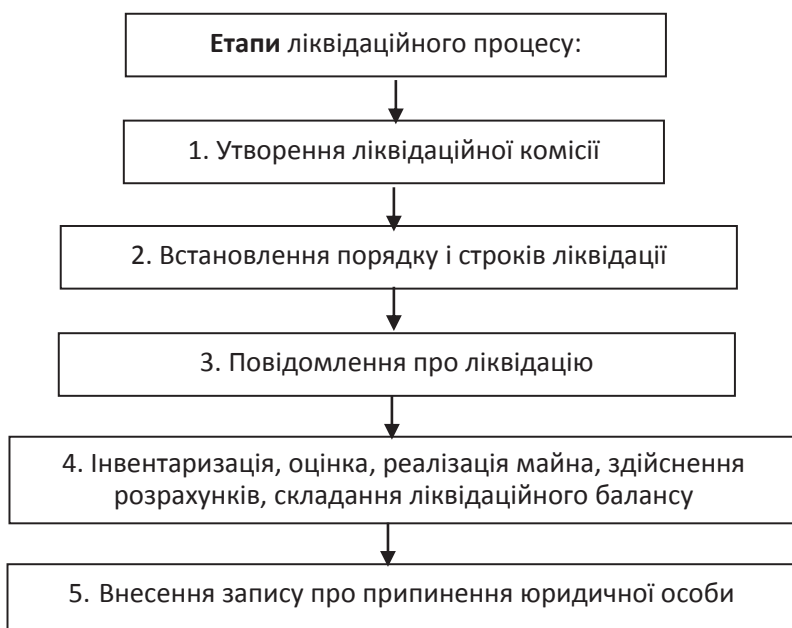 Етапи ліквідаційного процесу:
1. Утворення ліквідаційної комісії
2. Встановлення порядку і строків ліквідації
3. Повідомлення про ліквідацію
4. Інвентаризація, оцінка, реалізація майна, здійснення
розрахунків, складання ліквідаційного балансу
5. Внесення запису про припинення юридичної особи